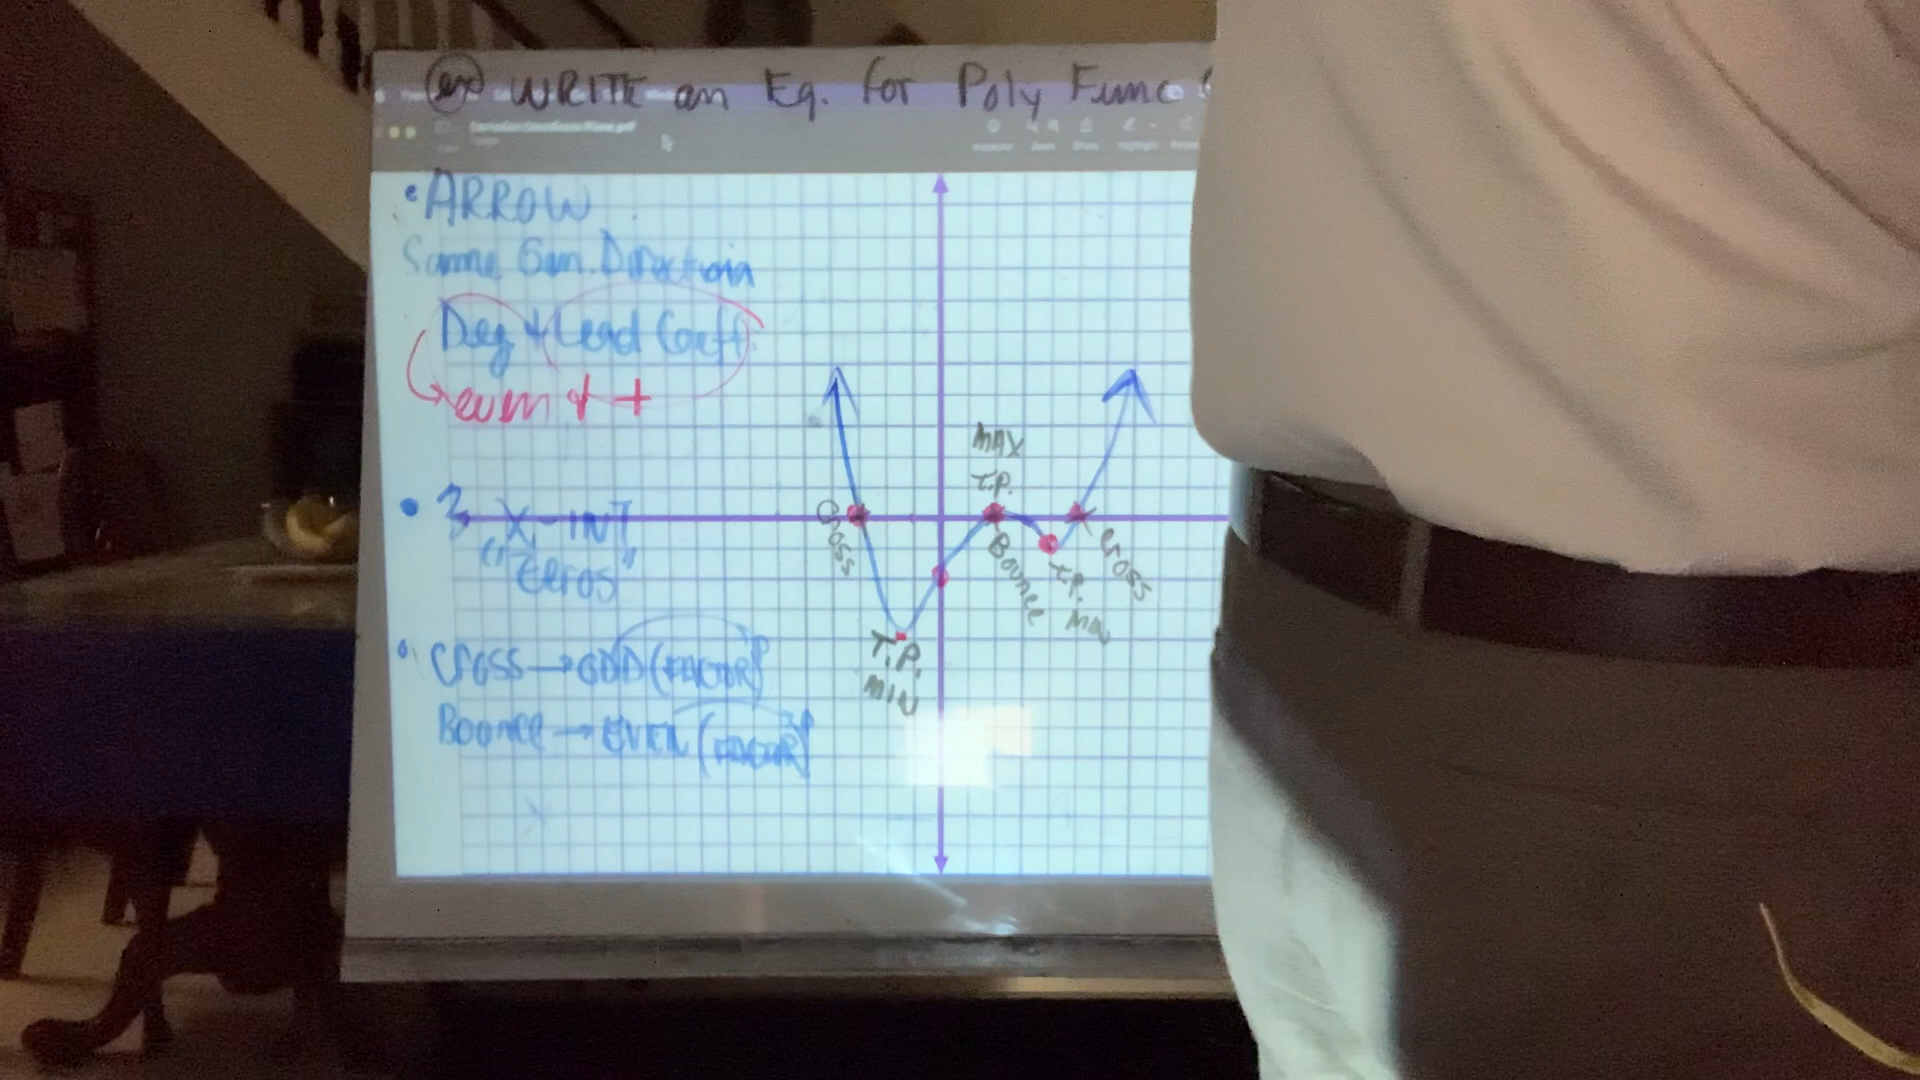 ex WRITE an Eq. for Poly Func
• ARROW
Same Gen. Direction
Deg & Lead Coeff.
even & +
• 3 X-INT
"Zeros"
• Cross → ODD (FACTOR)
Bounce → EVEN (FACTOR)
MAX
T.P.
Cross
Bounce
T.P. MIN
Cross
T.P.
MIN